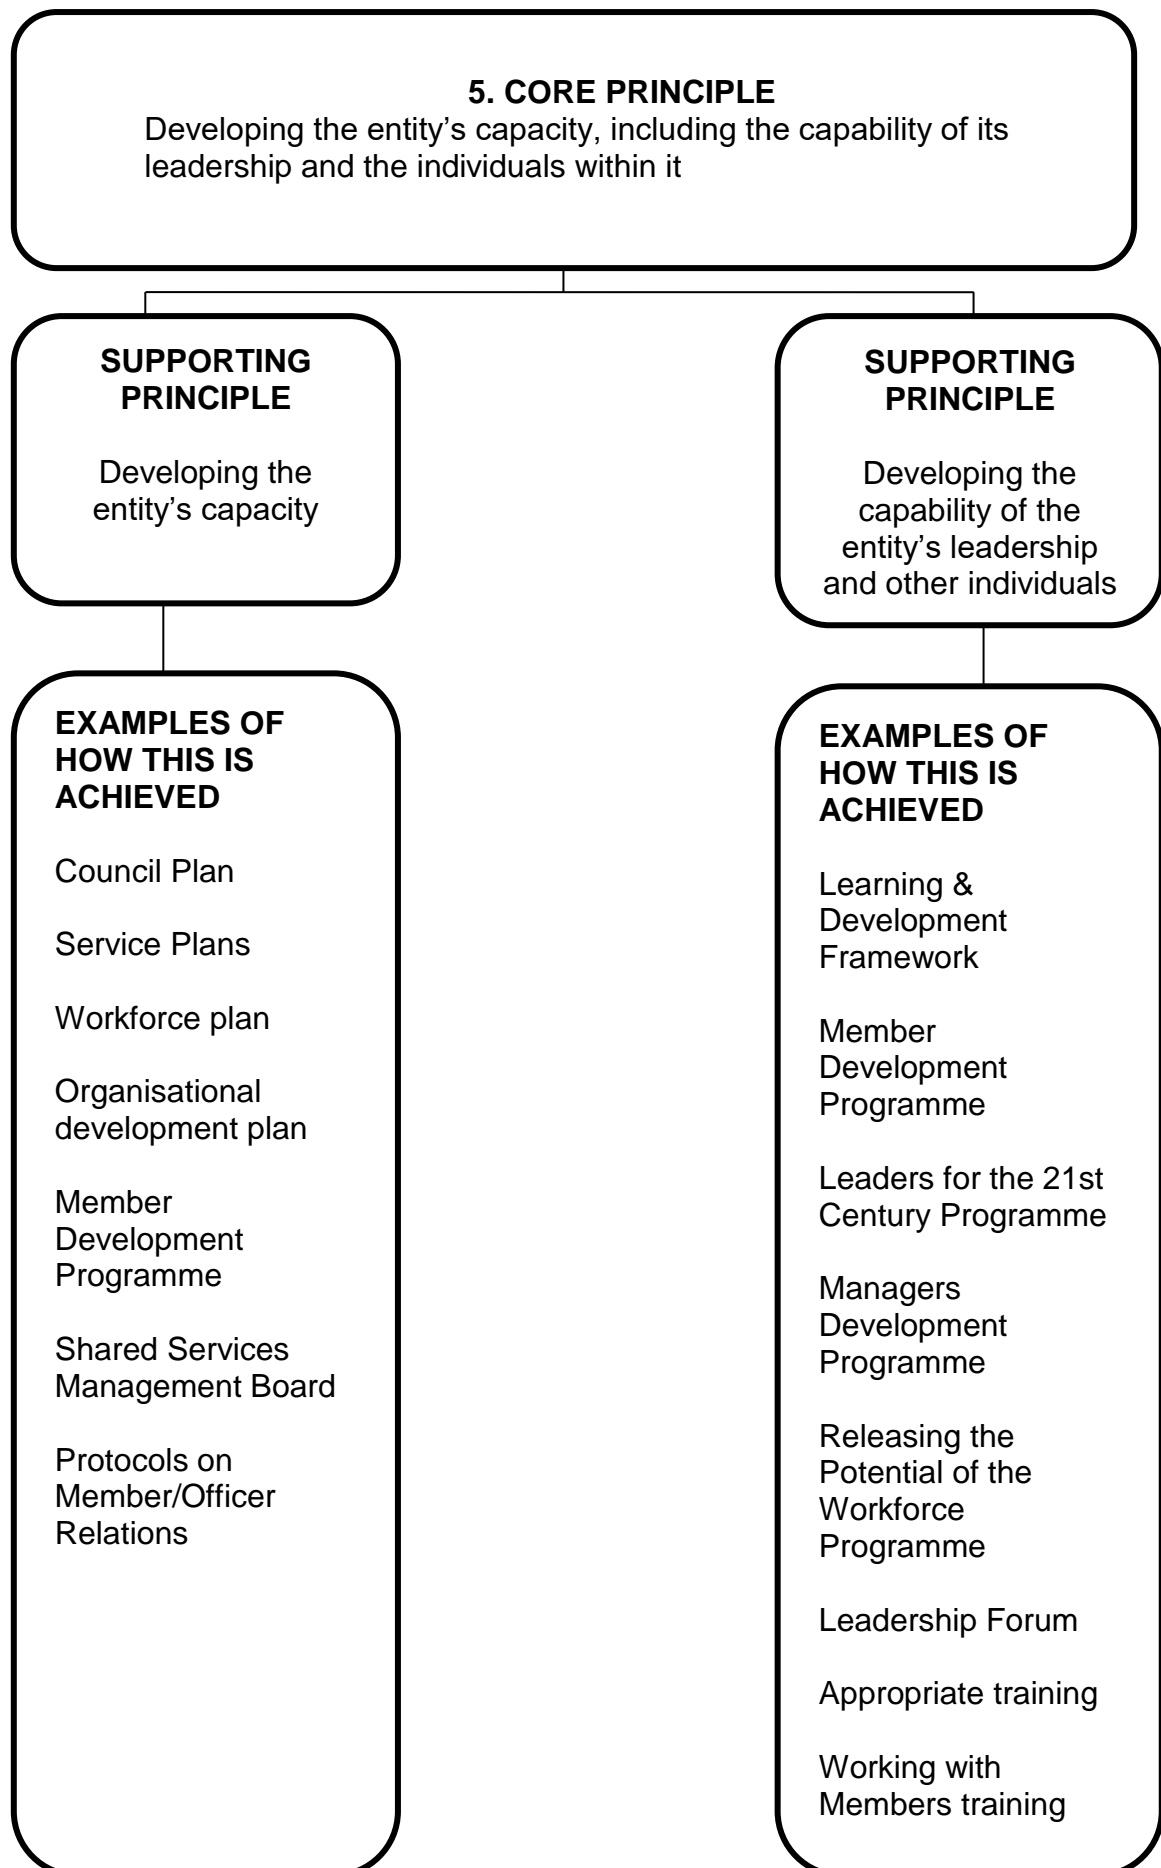 5. CORE PRINCIPLE
Developing the entity’s capacity, including the capability of its
leadership and the individuals within it
SUPPORTING
PRINCIPLE
Developing the
entity’s capacity
SUPPORTING
PRINCIPLE
Developing the
capability of the
entity’s leadership
and other individuals
EXAMPLES OF
HOW THIS IS
ACHIEVED
Council Plan
Service Plans
Workforce plan
Organisational
development plan
Member
Development
Programme
Shared Services
Management Board
Protocols on
Member/Officer
Relations
EXAMPLES OF
HOW THIS IS
ACHIEVED
Learning &
Development
Framework
Member
Development
Programme
Leaders for the 21st
Century Programme
Managers
Development
Programme
Releasing the
Potential of the
Workforce
Programme
Leadership Forum
Appropriate training
Working with
Members training